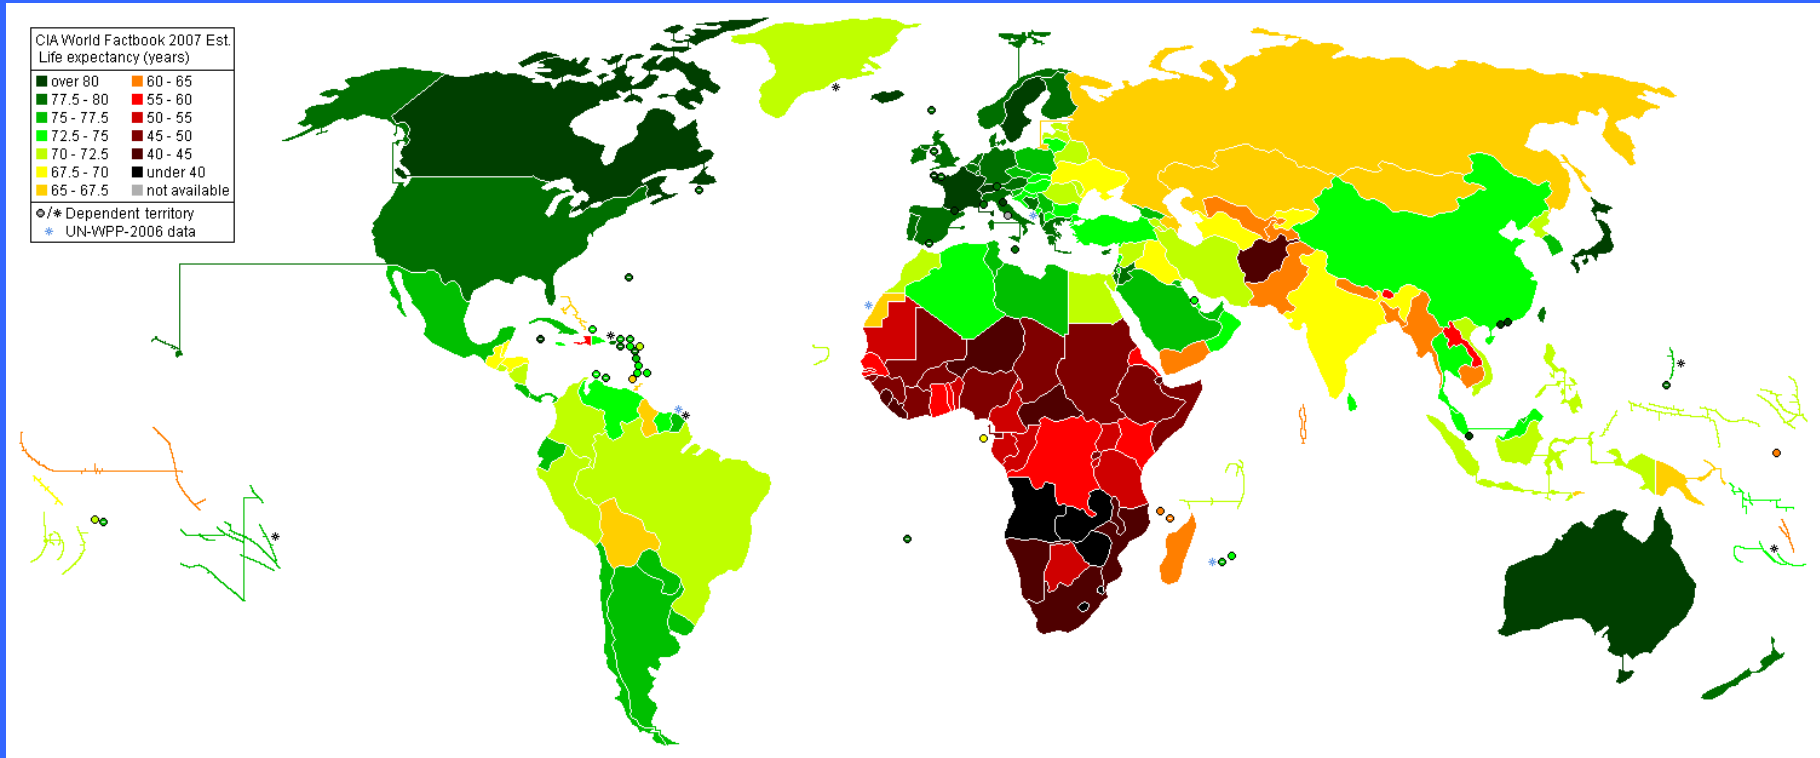 CIA World Factbook 2007 Est.
Life expectancy (years)
over 80
77.5 - 80
75 - 77.5
72.5 - 75
70 - 72.5
67.5 - 70
65 - 67.5
60 - 65
55 - 60
50 - 55
45 - 50
40 - 45
under 40
not available
/* Dependent territory
* UN-WPP-2006 data